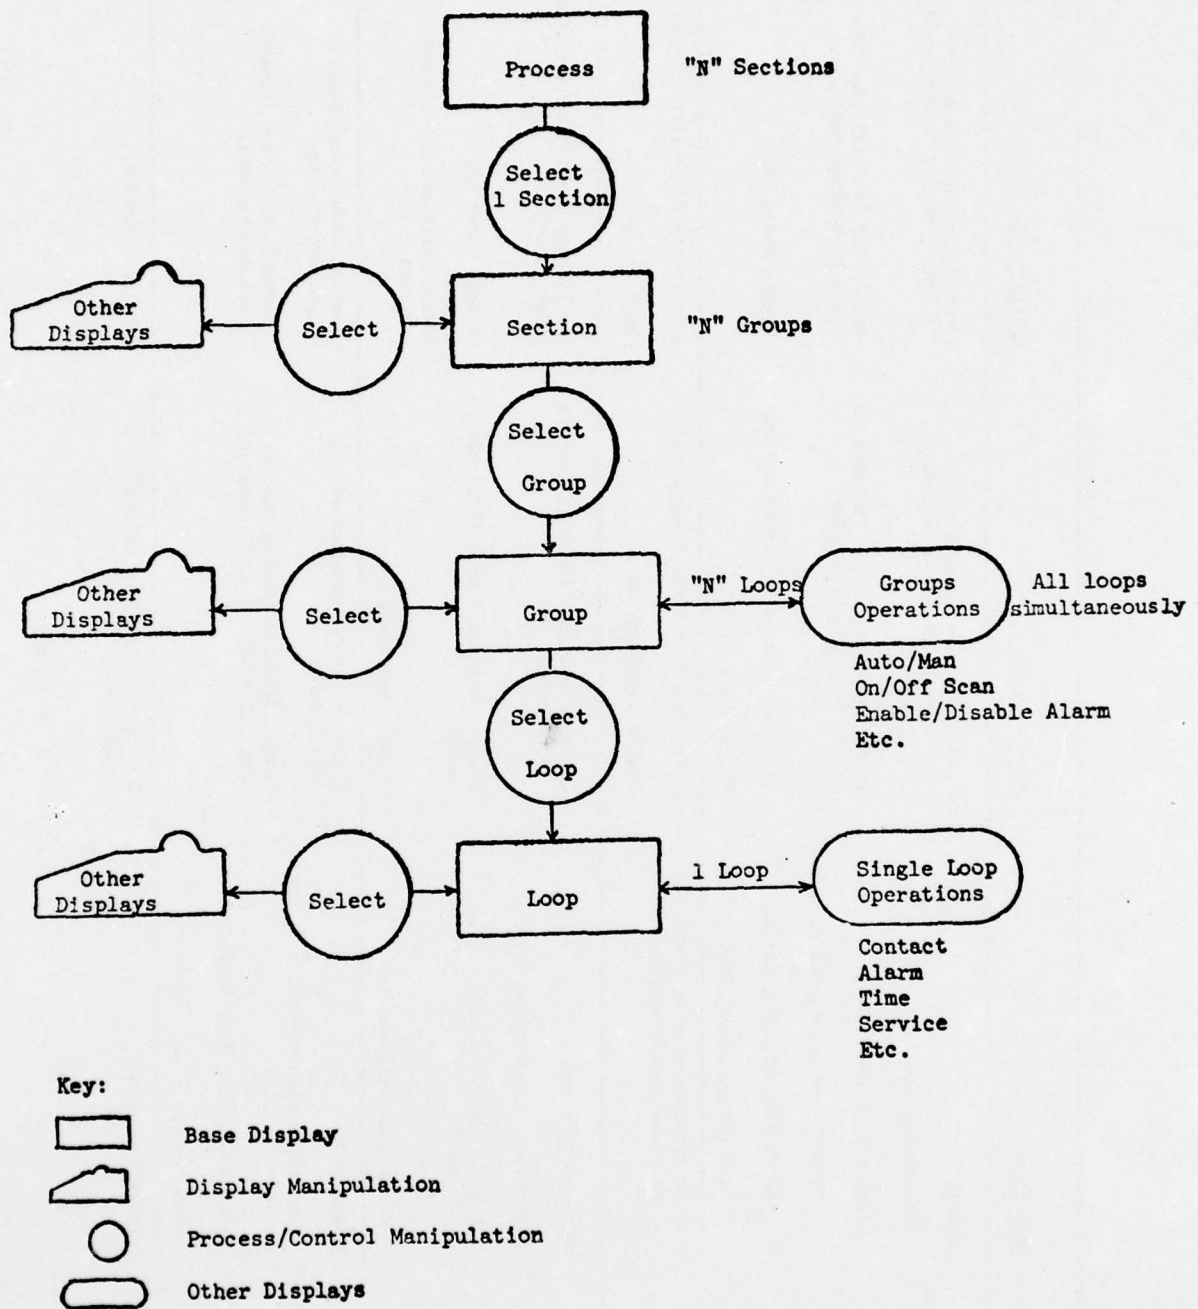 Process
"N" Sections
Select
1 Section
Other
Displays
Select
Section
"N" Groups
Select
Group
Other
Displays
Select
Group
"N" Loops
Groups
Operations
All loops
simultaneously
Auto/Man
On/Off Scan
Enable/Disable Alarm
Etc.
Select
Loop
Other
Displays
Select
Loop
1 Loop
Single Loop
Operations
Contact
Alarm
Time
Service
Etc.
Key:
Base Display
Display Manipulation
Process/Control Manipulation
Other Displays